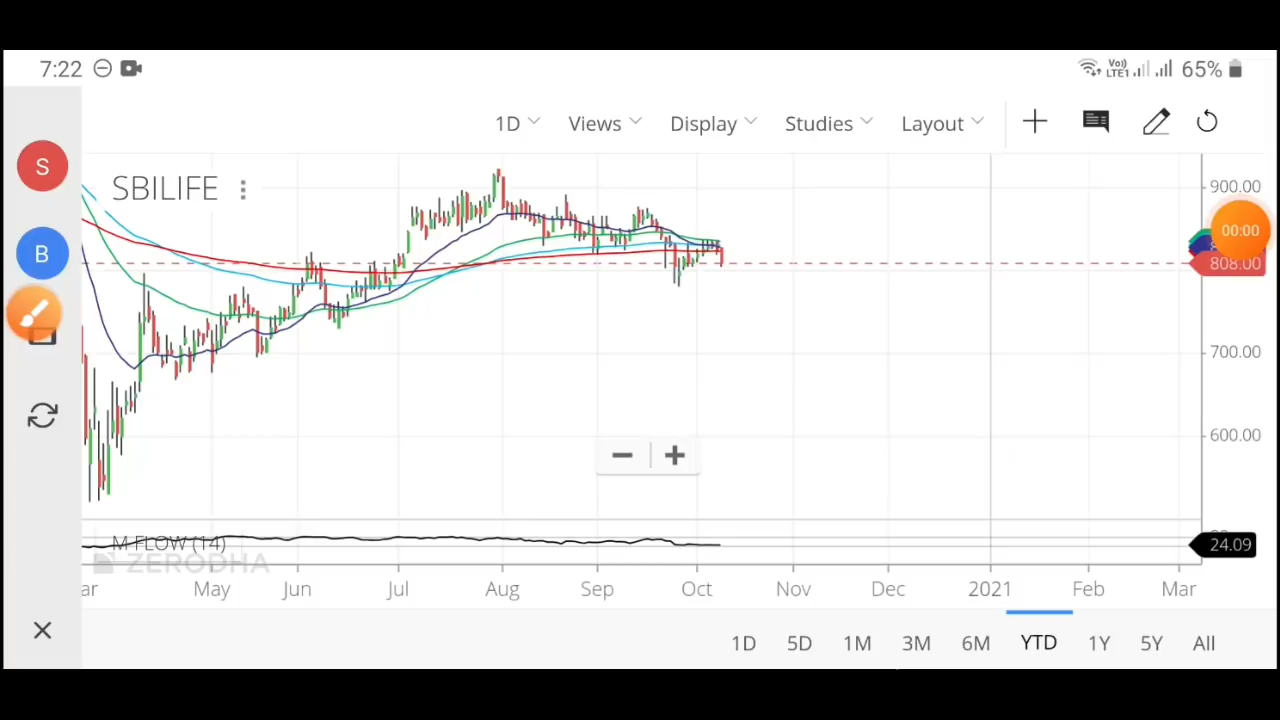 7:22 Vo)) LTE1 65%
S
1D Views Display Studies Layout
SBILIFE
900.00
B
00:00
808.00
700.00
600.00
M FLOW (14)
24.09
ZERODHA
ar May Jun Jul Aug Sep Oct Nov Dec 2021 Feb Mar
1D 5D 1M 3M 6M YTD 1Y 5Y All